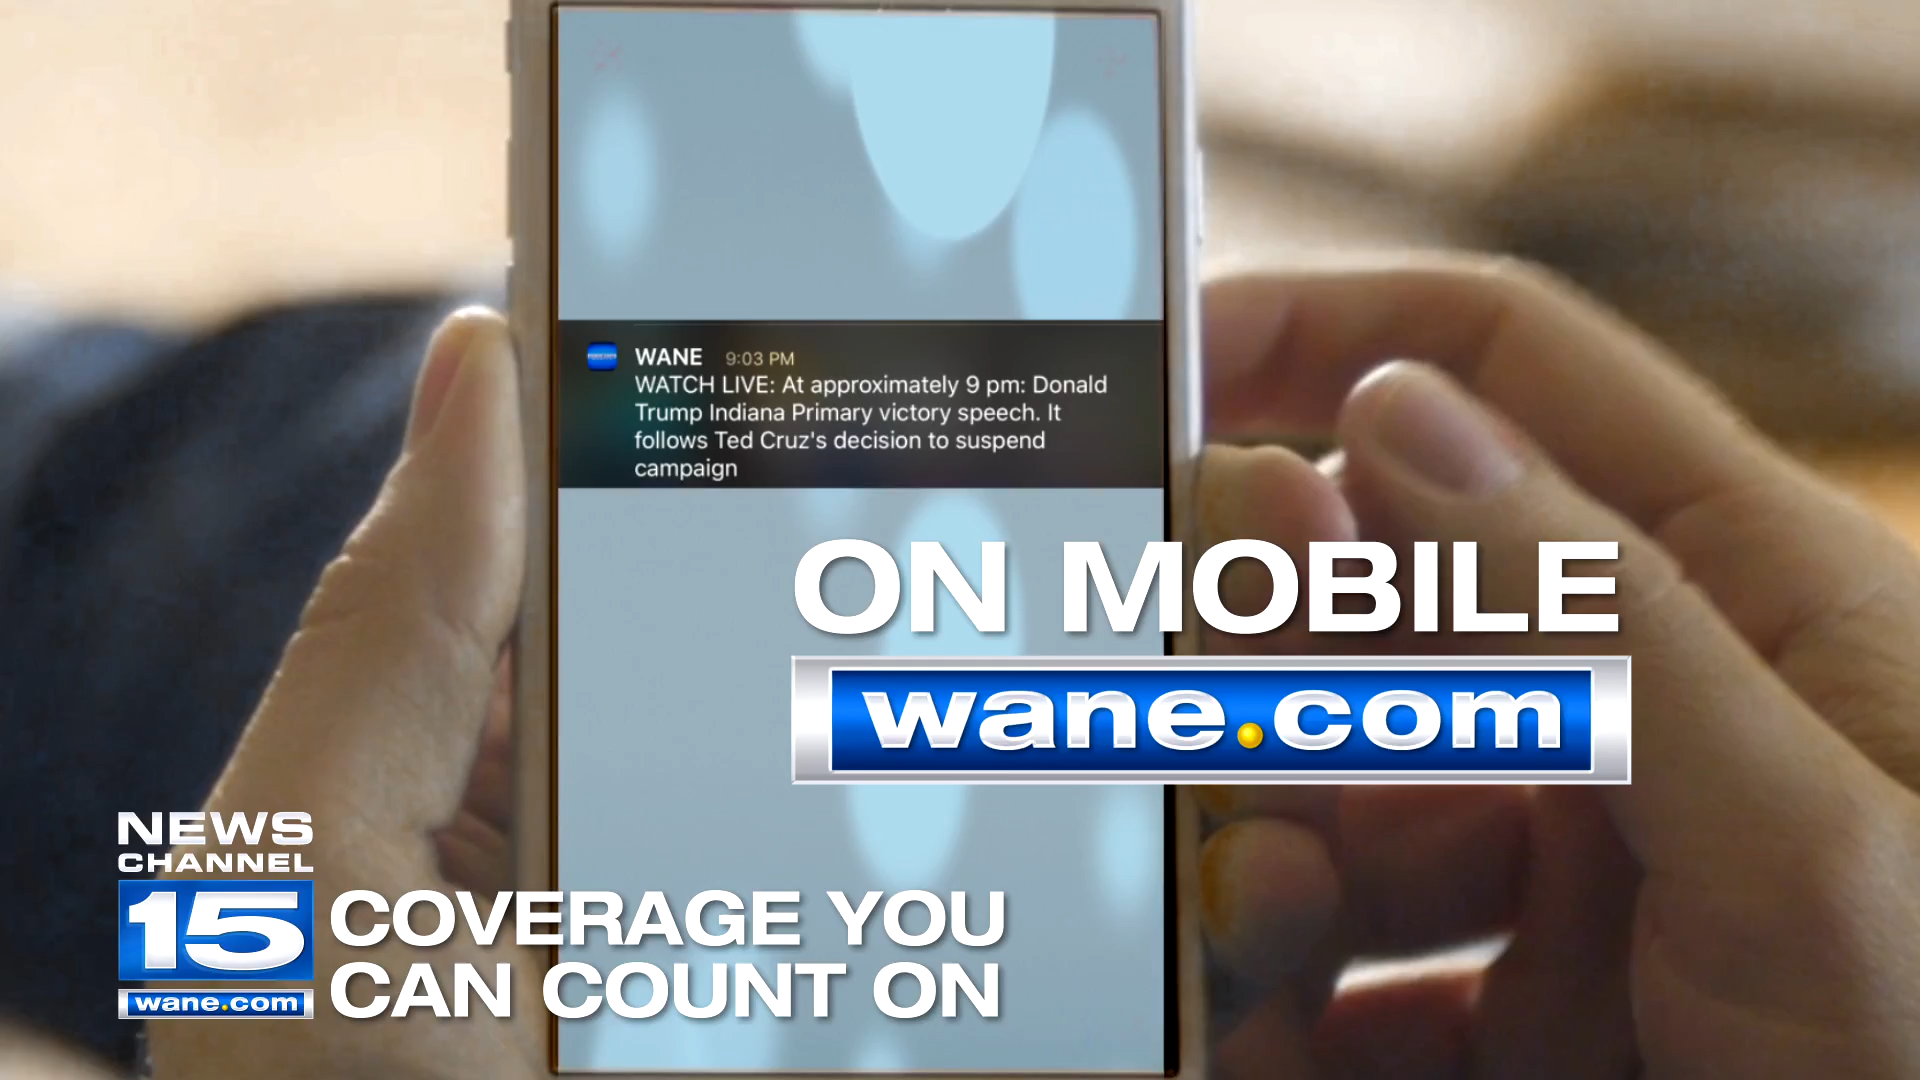 WANE 9:03 PM
WATCH LIVE: At approximately 9 pm: Donald
Trump Indiana Primary victory speech. It
follows Ted Cruz's decision to suspend
campaign
ON MOBILE
wane.com
NEWS
CHANNEL
15
wane.com
COVERAGE YOU
CAN COUNT ON